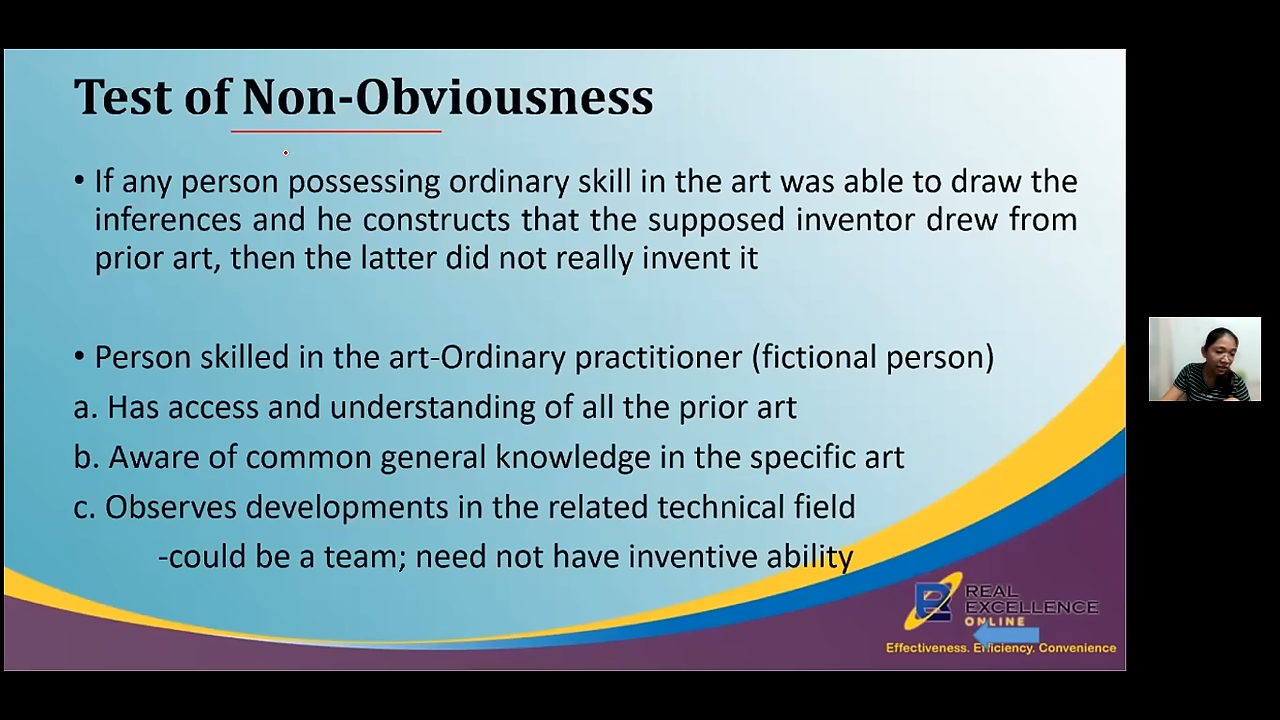 Test of Non-Obviousness
• If any person possessing ordinary skill in the art was able to draw the
inferences and he constructs that the supposed inventor drew from
prior art, then the latter did not really invent it
• Person skilled in the art-Ordinary practitioner (fictional person)
a. Has access and understanding of all the prior art
b. Aware of common general knowledge in the specific art
c. Observes developments in the related technical field
-could be a team; need not have inventive ability
REAL
EXCELLENCE
ONLINE
Effectiveness. Efficiency. Convenience